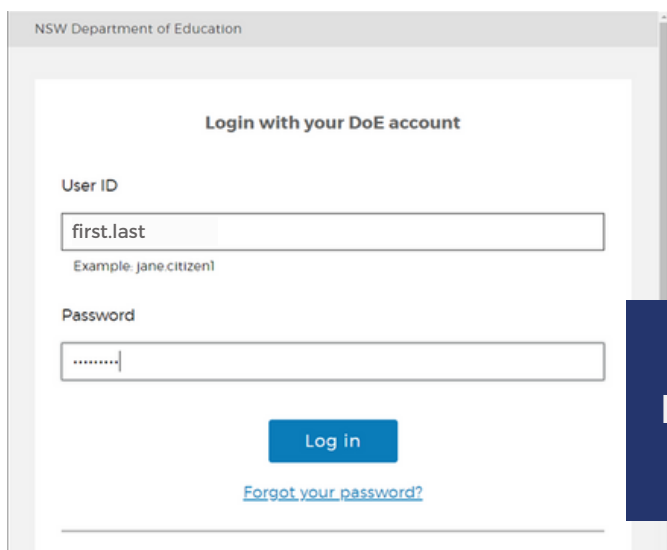 NSW Department of Education
Login with your DoE account
User ID
first.last
Example: jane.citizen1
Password
•••••••••
Log in
Forgot your password?